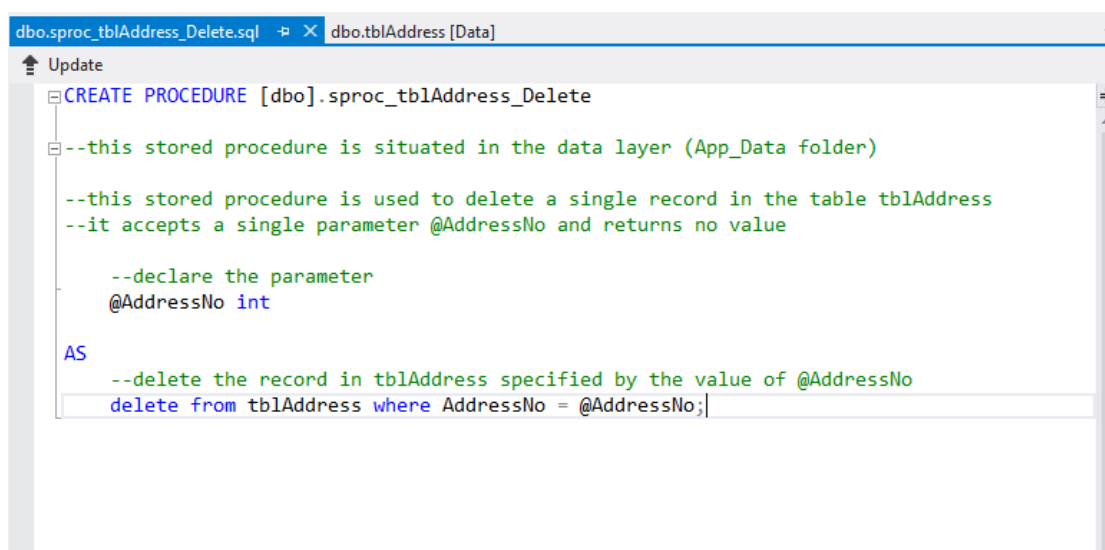 dbo.sproc_tblAddress_Delete.sql dbo.tblAddress [Data]
Update
CREATE PROCEDURE [dbo].sproc_tblAddress_Delete
--this stored procedure is situated in the data layer (App_Data folder)
--this stored procedure is used to delete a single record in the table tblAddress
--it accepts a single parameter @AddressNo and returns no value
--declare the parameter
@AddressNo int
AS
--delete the record in tblAddress specified by the value of @AddressNo
delete from tblAddress where AddressNo = @AddressNo;